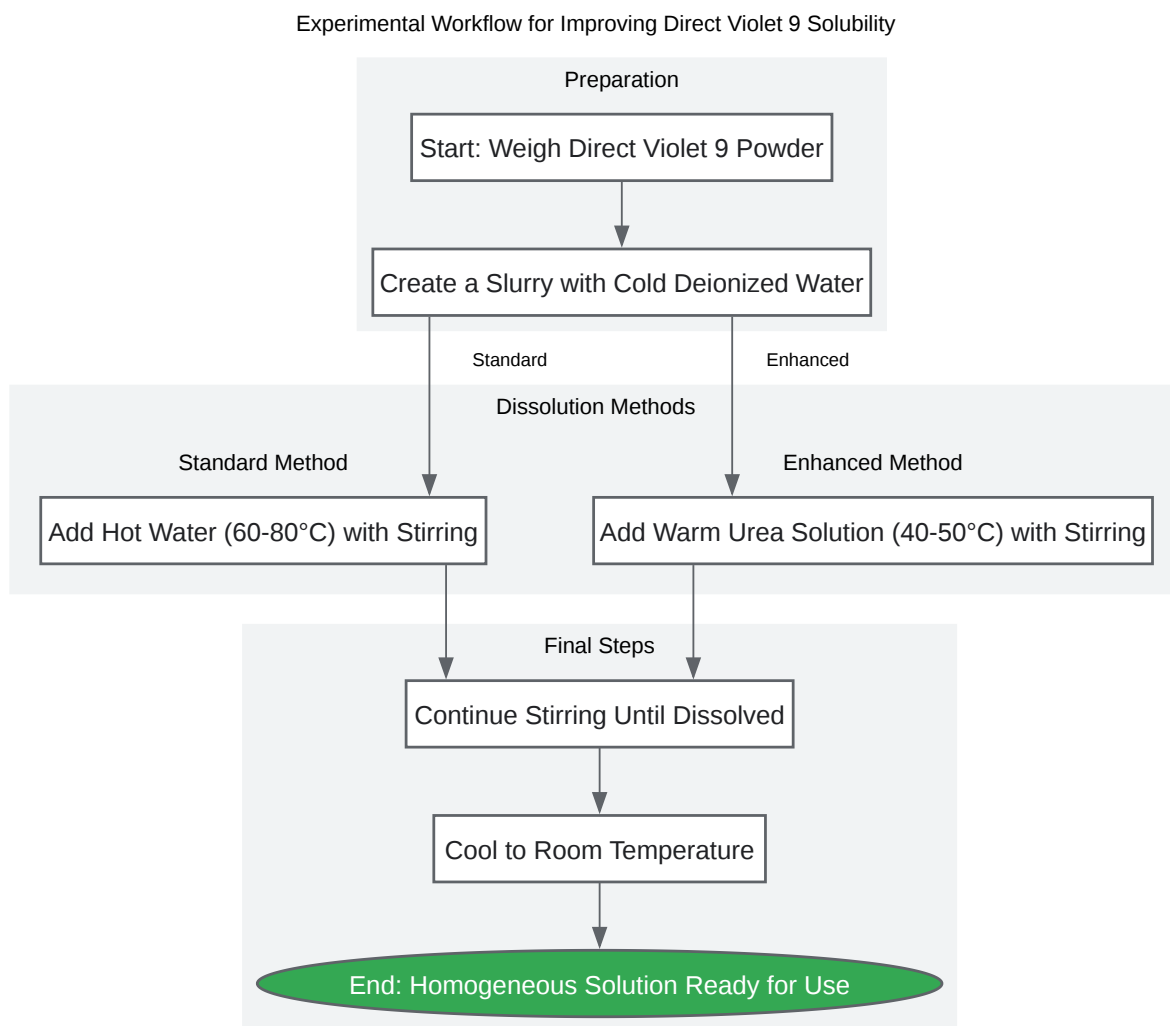 Experimental Workflow for Improving Direct Violet 9 Solubility
Preparation
Start: Weigh Direct Violet 9 Powder
Create a Slurry with Cold Deionized Water
Standard
Enhanced
Dissolution Methods
Standard Method
Enhanced Method
Add Hot Water (60-80°C) with Stirring
Add Warm Urea Solution (40-50°C) with Stirring
Final Steps
Continue Stirring Until Dissolved
Cool to Room Temperature
End: Homogeneous Solution Ready for Use